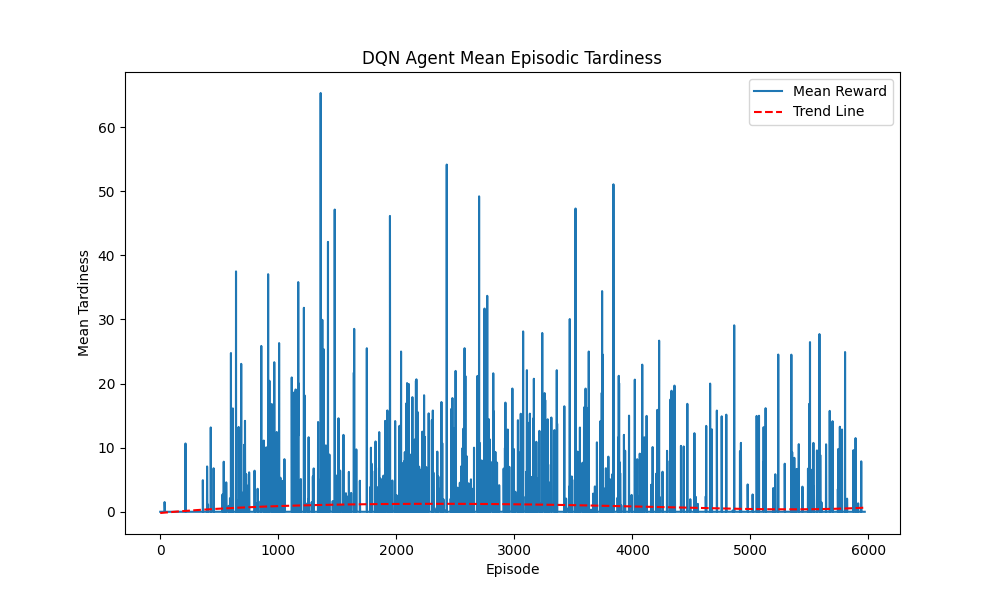 DQN Agent Mean Episodic Tardiness
Mean Reward
Trend Line
Mean Tardiness
60
50
40
30
20
10
0
0 1000 2000 3000 4000 5000 6000
Episode